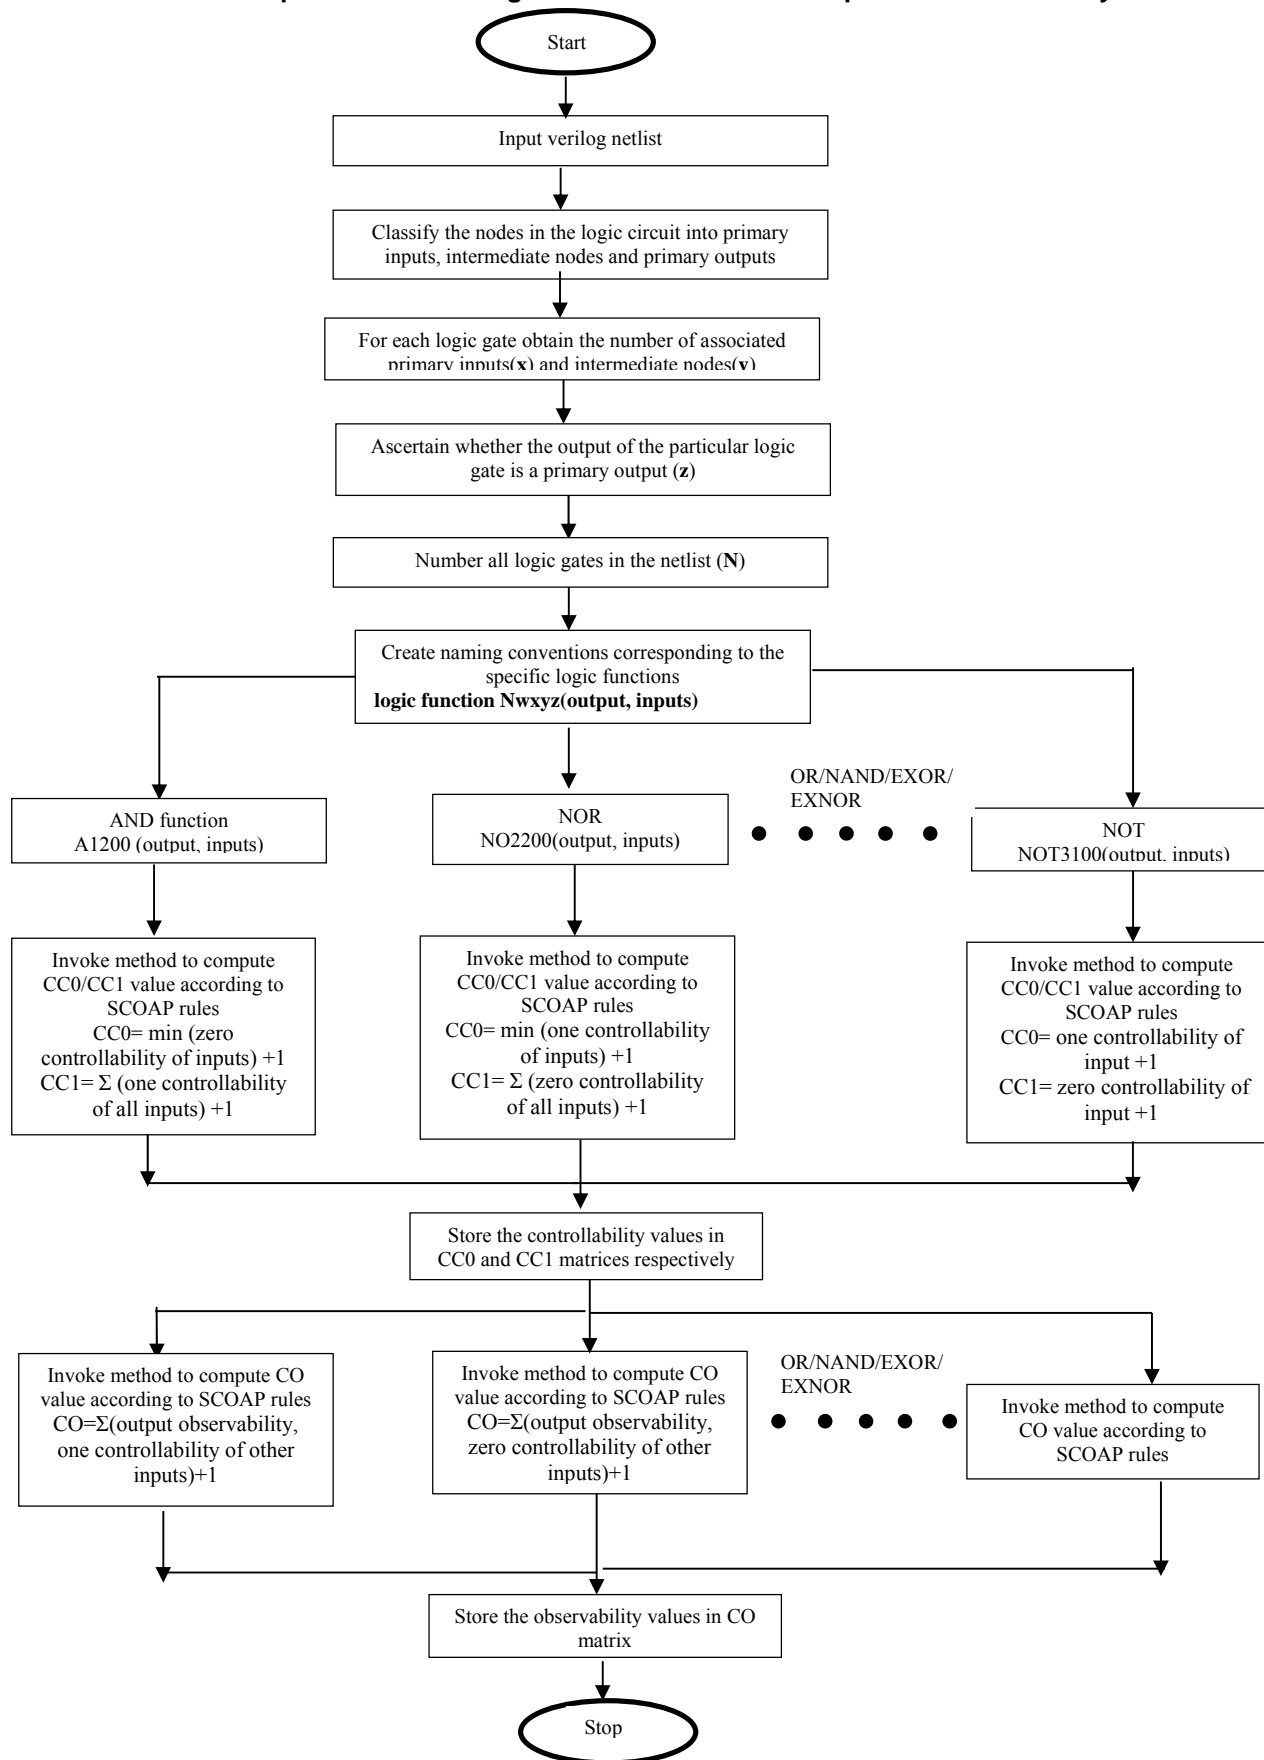 Start
Input verilog netlist
Classify the nodes in the logic circuit into primary
inputs, intermediate nodes and primary outputs
For each logic gate obtain the number of associated
primary inputs(x) and intermediate nodes(y)
Ascertain whether the output of the particular logic
gate is a primary output (z)
Number all logic gates in the netlist (N)
Create naming conventions corresponding to the
specific logic functions
logic function Nwxyz(output, inputs)
AND function
A1200 (output, inputs)
NOR
NO2200(output, inputs)
OR/NAND/EXOR/
EXNOR
NOT
NOT3100(output, inputs)
Invoke method to compute
CC0/CC1 value according to
SCOAP rules
CC0= min (zero
controllability of inputs) +1
CC1= Σ (one controllability
of all inputs) +1
Invoke method to compute
CC0/CC1 value according to
SCOAP rules
CC0= min (one controllability
of inputs) +1
CC1= Σ (zero controllability
of all inputs) +1
Invoke method to compute
CC0/CC1 value according to
SCOAP rules
CC0= one controllability of
input +1
CC1= zero controllability of
input +1
Store the controllability values in
CC0 and CC1 matrices respectively
Invoke method to compute CO
value according to SCOAP rules
CO=Σ(output observability,
one controllability of other
inputs)+1
Invoke method to compute CO
value according to SCOAP rules
CO=Σ(output observability,
zero controllability of other
inputs)+1
OR/NAND/EXOR/
EXNOR
Invoke method to compute
CO value according to
SCOAP rules
Store the observability values in CO
matrix
Stop